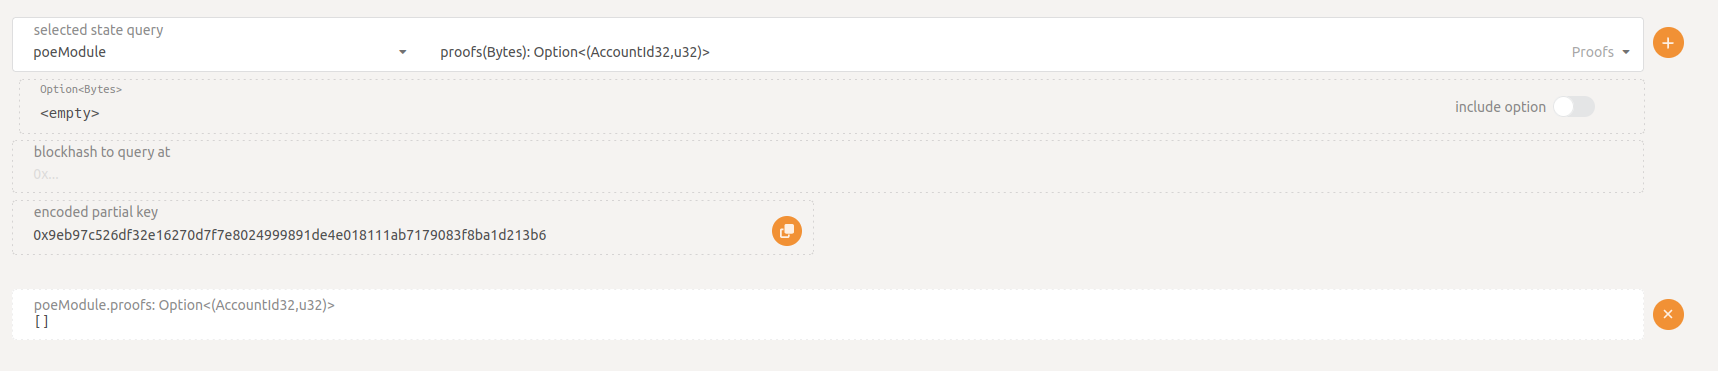 selected state query
poeModule
proofs(Bytes): Option<(AccountId32,u32)>
Proofs
Option<Bytes>
<empty>
include option
blockhash to query at
0x...
encoded partial key
0x9eb97c526df32e16270d7f7e8024999891de4e018111ab7179083f8ba1d213b6
poeModule.proofs: Option<(AccountId32,u32)>
[]